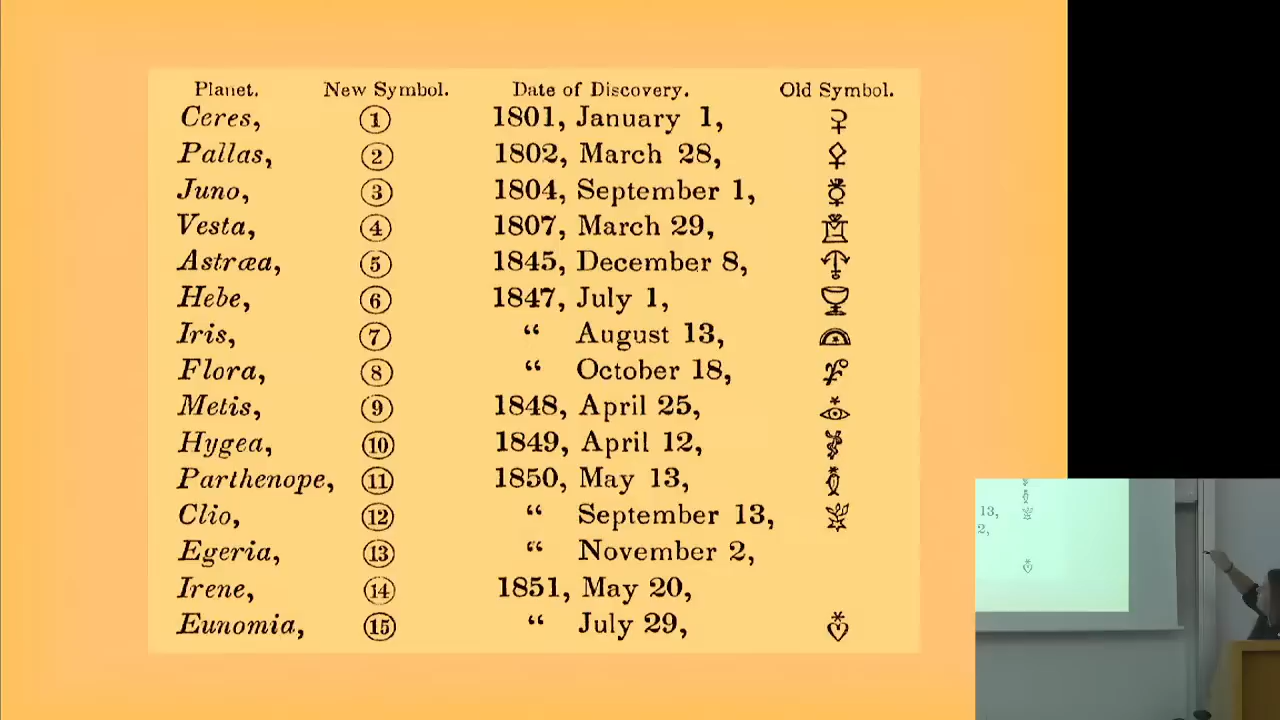 Planet. New Symbol. Date of Discovery. Old Symbol.
Ceres, ① 1801, January 1, ⚳
Pallas, ② 1802, March 28, ⚴
Juno, ③ 1804, September 1,
Vesta, ④ 1807, March 29,
Astræa, ⑤ 1845, December 8,
Hebe, ⑥ 1847, July 1,
Iris, ⑦ “ August 13,
Flora, ⑧ “ October 18,
Metis, ⑨ 1848, April 25,
Hygea, ⑩ 1849, April 12,
Parthenope, ⑪ 1850, May 13,
Clio, ⑫ “ September 13,
Egeria, ⑬ “ November 2,
Irene, ⑭ 1851, May 20,
Eunomia, ⑮ “ July 29,
13,
2,